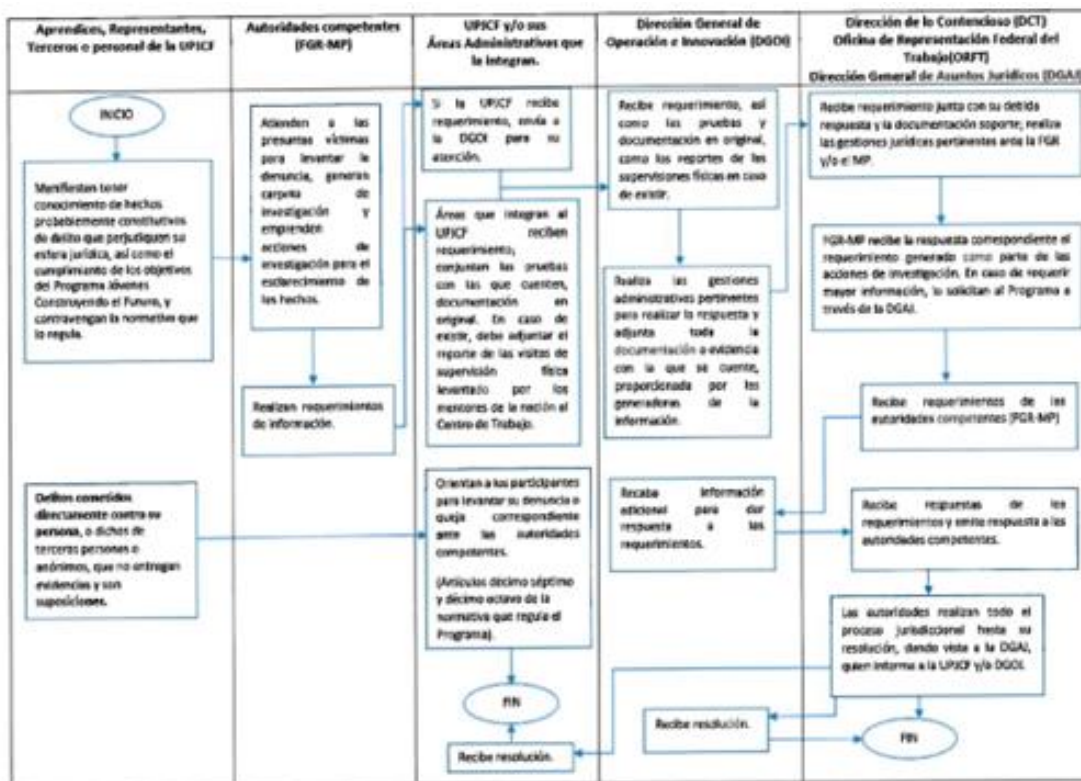 Aprendices, Representantes,
Terceros o personal de la UPJCF
Autoridades competentes
(FGR-MP)
UPJCF y/o sus
Áreas Administrativas que
la integran.
Dirección General de
Operación e Innovación (DGOI)
Dirección de lo Contencioso (DCT)
Oficina de Representación Federal del
Trabajo(ORFT)
Dirección General de Asuntos Jurídicos (DGAJ)
INICIO
Manifiestan tener
conocimiento de hechos
probablemente constitutivos
de delito que perjudiquen su
esfera jurídica, así como el
cumplimiento de los objetivos
del Programa Jóvenes
Construyendo el Futuro, y
contravengan la normativa que
lo regula.
Delitos cometidos
directamente contra su
persona, o dichos de
terceras personas o
anónimos, que no entregan
evidencias y son
suposiciones.
Atienden a las
presuntas víctimas
para levantar la
denuncia, generan
carpeta de
investigación y
emprenden
acciones de
investigación para el
esclarecimiento de
los hechos.
Realizan requerimientos
de información.
Si la UPJCF recibe
requerimiento, envía a
la DGOI para su
atención.
Áreas que integran al
UPJCF reciben
requerimiento,
conjuntan las pruebas
con las que cuenten,
documentación en
original. En caso de
existir, debe adjuntar el
reporte de las visitas de
supervisión física
levantado por los
mentores de la nación al
Centro de Trabajo.
Orientan a los participantes
para levantar su denuncia o
queja correspondiente
ante las autoridades
competentes.
(Artículos décimo séptimo
y décimo octavo de la
normativa que regula el
Programa).
FIN
Recibe resolución.
Recibe requerimiento, así
como las pruebas y
documentación en original,
como los reportes de las
supervisiones físicas en caso
de existir.
Realiza las gestiones
administrativas pertinentes
para realizar la respuesta y
adjunta toda la
documentación o evidencia
con la que se cuente,
proporcionada por las
generadoras de la
información.
Recaba información
adicional para dar
respuesta a los
requerimientos.
Recibe resolución.
Recibe requerimiento junto con su debida
respuesta y la documentación soporte; realiza
las gestiones jurídicas pertinentes ante la FGR
y/o el MP.
FGR-MP recibe la respuesta correspondiente el
requerimiento generado como parte de las
acciones de investigación. En caso de requerir
mayor información, lo solicitan al Programa a
través de la DGAJ.
Recibe requerimientos de las
autoridades competentes (FGR-MP)
Recibe respuestas de los
requerimientos y emite respuesta a las
autoridades competentes.
Las autoridades realizan todo el
proceso jurisdiccional hasta su
resolución, dando vista a la DGAJ,
quien informa a la UPJCF y/o DGOI.
FIN